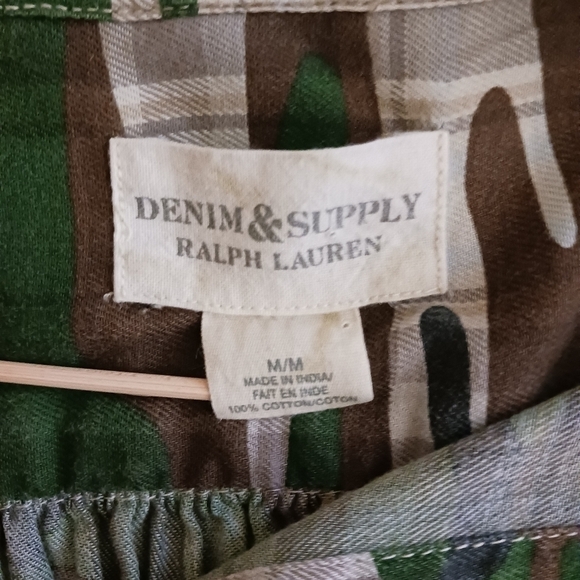 DENIM & SUPPLY
RALPH LAUREN
M/M
MADE IN INDIA/
FAIT EN INDE
100% COTTON/COTON